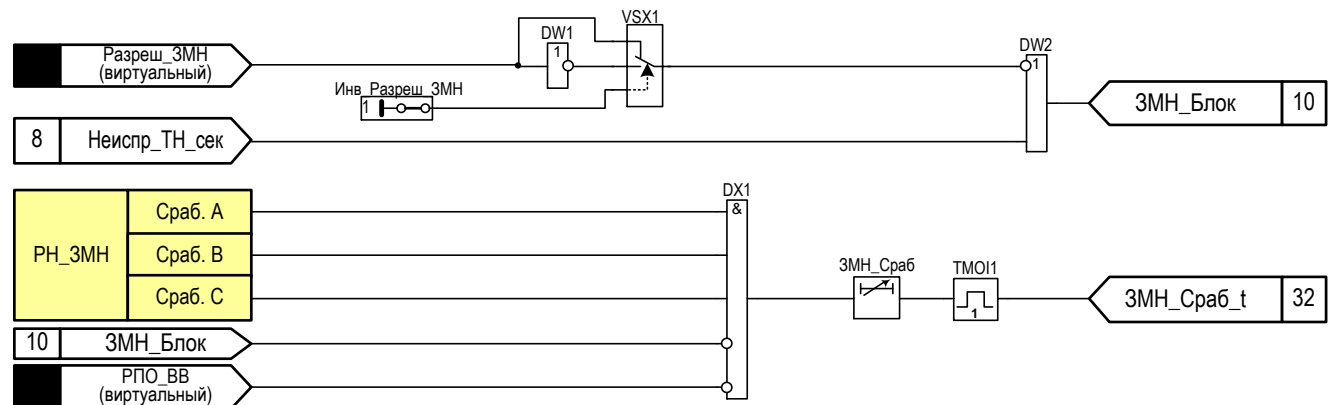 VSX1
DW1
Разреш_ЗМН
(виртуальный)
1
DW2
1
Инв_Разреш_ЗМН
1
ЗМН_Блок 10
8 Неиспр_ТН_сек
DX1
&
РН_ЗМН
Сраб. A
Сраб. B
Сраб. C
ЗМН_Сраб
TMOI1
1
ЗМН_Сраб_t 32
10 ЗМН_Блок
РПО_ВВ
(виртуальный)